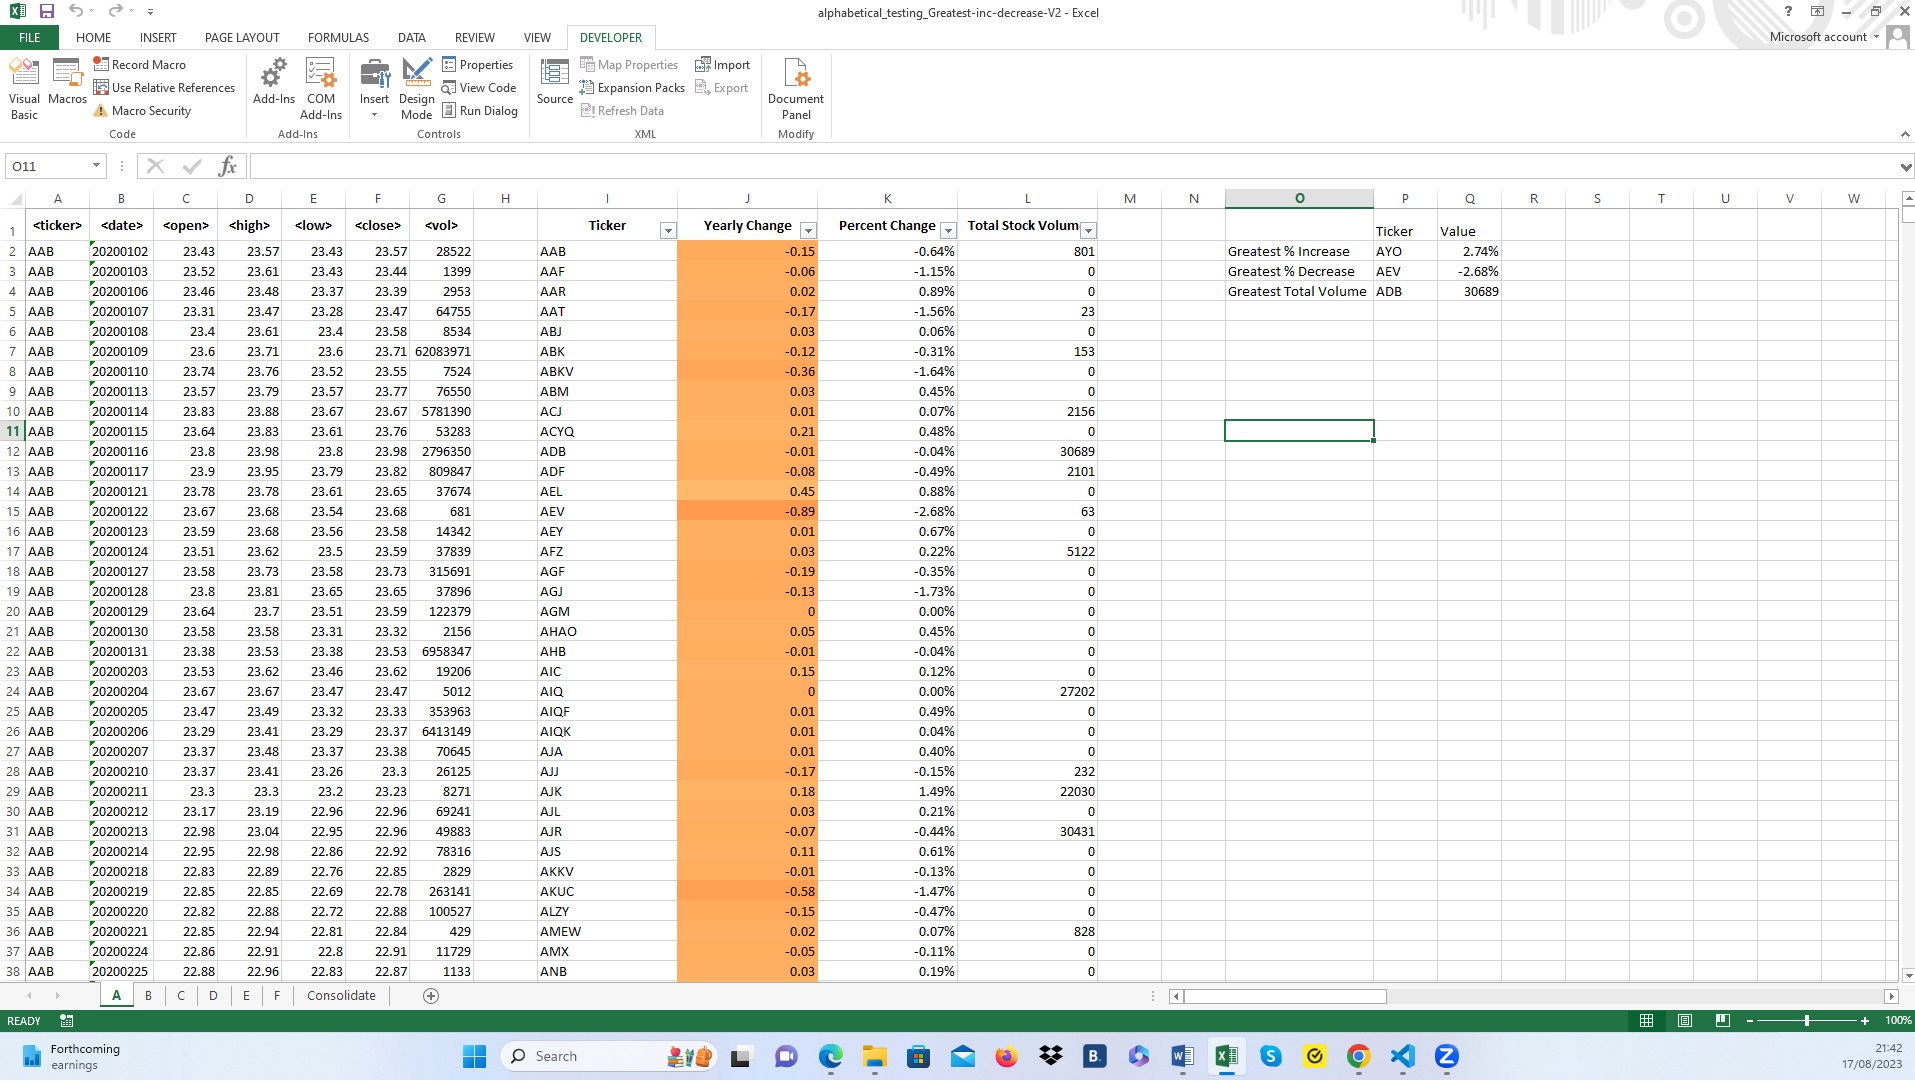 alphabetical_testing_Greatest-inc-decrease-V2 - Excel
FILE HOME INSERT PAGE LAYOUT FORMULAS DATA REVIEW VIEW DEVELOPER Microsoft account
Visual Basic Macros Record Macro Use Relative References Macro Security Code
Add-Ins COM Add-Ins Add-Ins
Insert Design Mode Properties View Code Run Dialog Controls
Source Map Properties Expansion Packs Refresh Data Import Export XML
Document Panel Modify
O11 fx
A B C D E F G H I J K L M N O P Q R S T U V W
1 <ticker> <date> <open> <high> <low> <close> <vol> Ticker Yearly Change Percent Change Total Stock Volum Ticker Value
2 AAB 20200102 23.43 23.57 23.43 23.57 28522 AAB -0.15 -0.64% 801 Greatest % Increase AYO 2.74%
3 AAB 20200103 23.52 23.61 23.43 23.44 1399 AAF -0.06 -1.15% 0 Greatest % Decrease AEV -2.68%
4 AAB 20200106 23.46 23.48 23.37 23.39 2953 AAR 0.02 0.89% 0 Greatest Total Volume ADB 30689
5 AAB 20200107 23.31 23.47 23.28 23.47 64755 AAT -0.17 -1.56% 23
6 AAB 20200108 23.4 23.61 23.4 23.58 8534 ABJ 0.03 0.06% 0
7 AAB 20200109 23.6 23.71 23.6 23.71 62083971 ABK -0.12 -0.31% 153
8 AAB 20200110 23.74 23.76 23.52 23.55 7524 ABKV -0.36 -1.64% 0
9 AAB 20200113 23.57 23.79 23.57 23.77 76550 ABM 0.03 0.45% 0
10 AAB 20200114 23.83 23.88 23.67 23.67 5781390 ACJ 0.01 0.07% 2156
11 AAB 20200115 23.64 23.83 23.61 23.76 53283 ACYQ 0.21 0.48% 0
12 AAB 20200116 23.8 23.98 23.8 23.98 2796350 ADB -0.01 -0.04% 30689
13 AAB 20200117 23.9 23.95 23.79 23.82 809847 ADF -0.08 -0.49% 2101
14 AAB 20200121 23.78 23.78 23.61 23.65 37674 AEL 0.45 0.88% 0
15 AAB 20200122 23.67 23.68 23.54 23.68 681 AEV -0.89 -2.68% 63
16 AAB 20200123 23.59 23.68 23.56 23.58 14342 AEY 0.01 0.67% 0
17 AAB 20200124 23.51 23.62 23.5 23.59 37839 AFZ 0.03 0.22% 5122
18 AAB 20200127 23.58 23.73 23.58 23.73 315691 AGF -0.19 -0.35% 0
19 AAB 20200128 23.8 23.81 23.65 23.65 37896 AGJ -0.13 -1.73% 0
20 AAB 20200129 23.64 23.7 23.51 23.59 122379 AGM 0 0.00% 0
21 AAB 20200130 23.58 23.58 23.31 23.32 2156 AHAO 0.05 0.45% 0
22 AAB 20200131 23.38 23.53 23.38 23.53 6958347 AHB -0.01 -0.04% 0
23 AAB 20200203 23.53 23.62 23.46 23.62 19206 AIC 0.15 0.12% 0
24 AAB 20200204 23.67 23.67 23.47 23.47 5012 AIQ 0 0.00% 27202
25 AAB 20200205 23.47 23.49 23.32 23.33 353963 AIQF 0.01 0.49% 0
26 AAB 20200206 23.29 23.41 23.29 23.37 6413149 AIQK 0.01 0.04% 0
27 AAB 20200207 23.37 23.48 23.37 23.38 70645 AJA 0.01 0.40% 0
28 AAB 20200210 23.37 23.41 23.26 23.3 26125 AJJ -0.17 -0.15% 232
29 AAB 20200211 23.3 23.3 23.2 23.23 8271 AJK 0.18 1.49% 22030
30 AAB 20200212 23.17 23.19 22.96 22.96 69241 AJL 0.03 0.21% 0
31 AAB 20200213 22.98 23.04 22.95 22.96 49883 AJR -0.07 -0.44% 30431
32 AAB 20200214 22.95 22.98 22.86 22.92 78316 AJS 0.11 0.61% 0
33 AAB 20200218 22.83 22.89 22.76 22.85 2829 AKKV -0.01 -0.13% 0
34 AAB 20200219 22.85 22.85 22.69 22.78 263141 AKUC -0.58 -1.47% 0
35 AAB 20200220 22.82 22.88 22.72 22.88 100527 ALZY -0.15 -0.47% 0
36 AAB 20200221 22.85 22.94 22.81 22.84 429 AMEW 0.02 0.07% 828
37 AAB 20200224 22.86 22.91 22.8 22.91 11729 AMX -0.05 -0.11% 0
38 AAB 20200225 22.88 22.96 22.83 22.87 1133 ANB 0.03 0.19% 0
A B C D E F Consolidate
READY 100%
Forthcoming earnings Search 21:42
17/08/2023